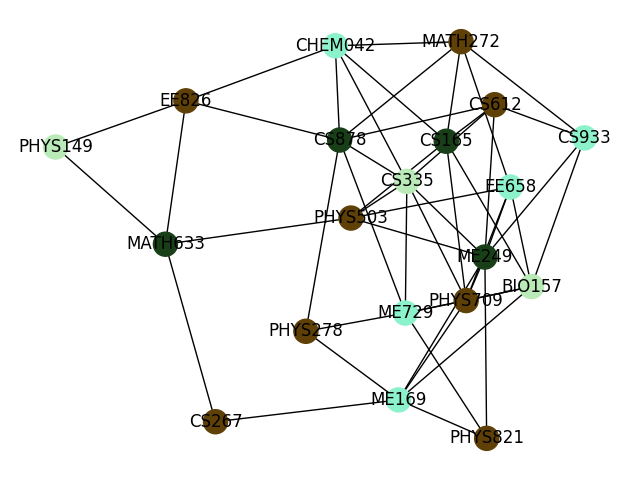 MATH272
CHEM042
EE826
CS612
CS933
CS878
CS165
PHYS149
CS335
EE658
PHYS503
MATH633
ME249
BIO157
PHYS709
ME729
PHYS278
ME169
CS267
PHYS821